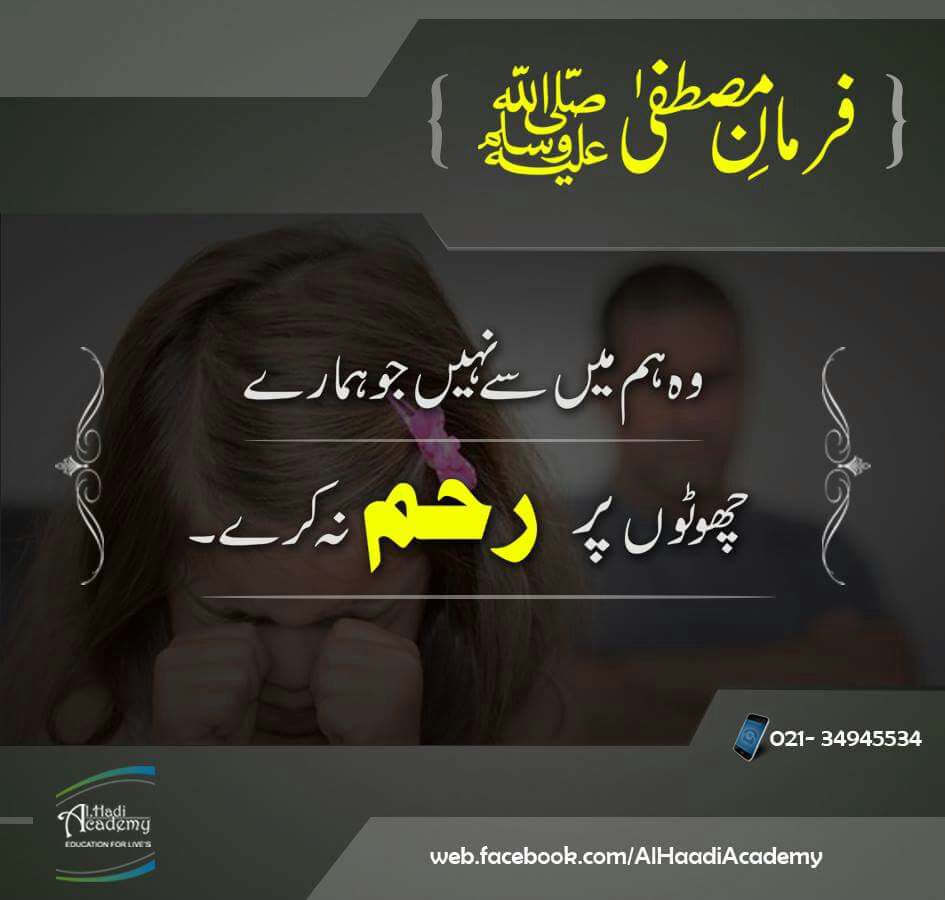 فرمانِ مصطفیٰ صلی اللہ علیہ وسلم
وہ ہم میں سے نہیں جو ہمارے
چھوٹوں پر رحم نہ کرے۔
021- 34945534
Al.Hadi
Academy
EDUCATION FOR LIVE'S
web.facebook.com/AlHaadiAcademy